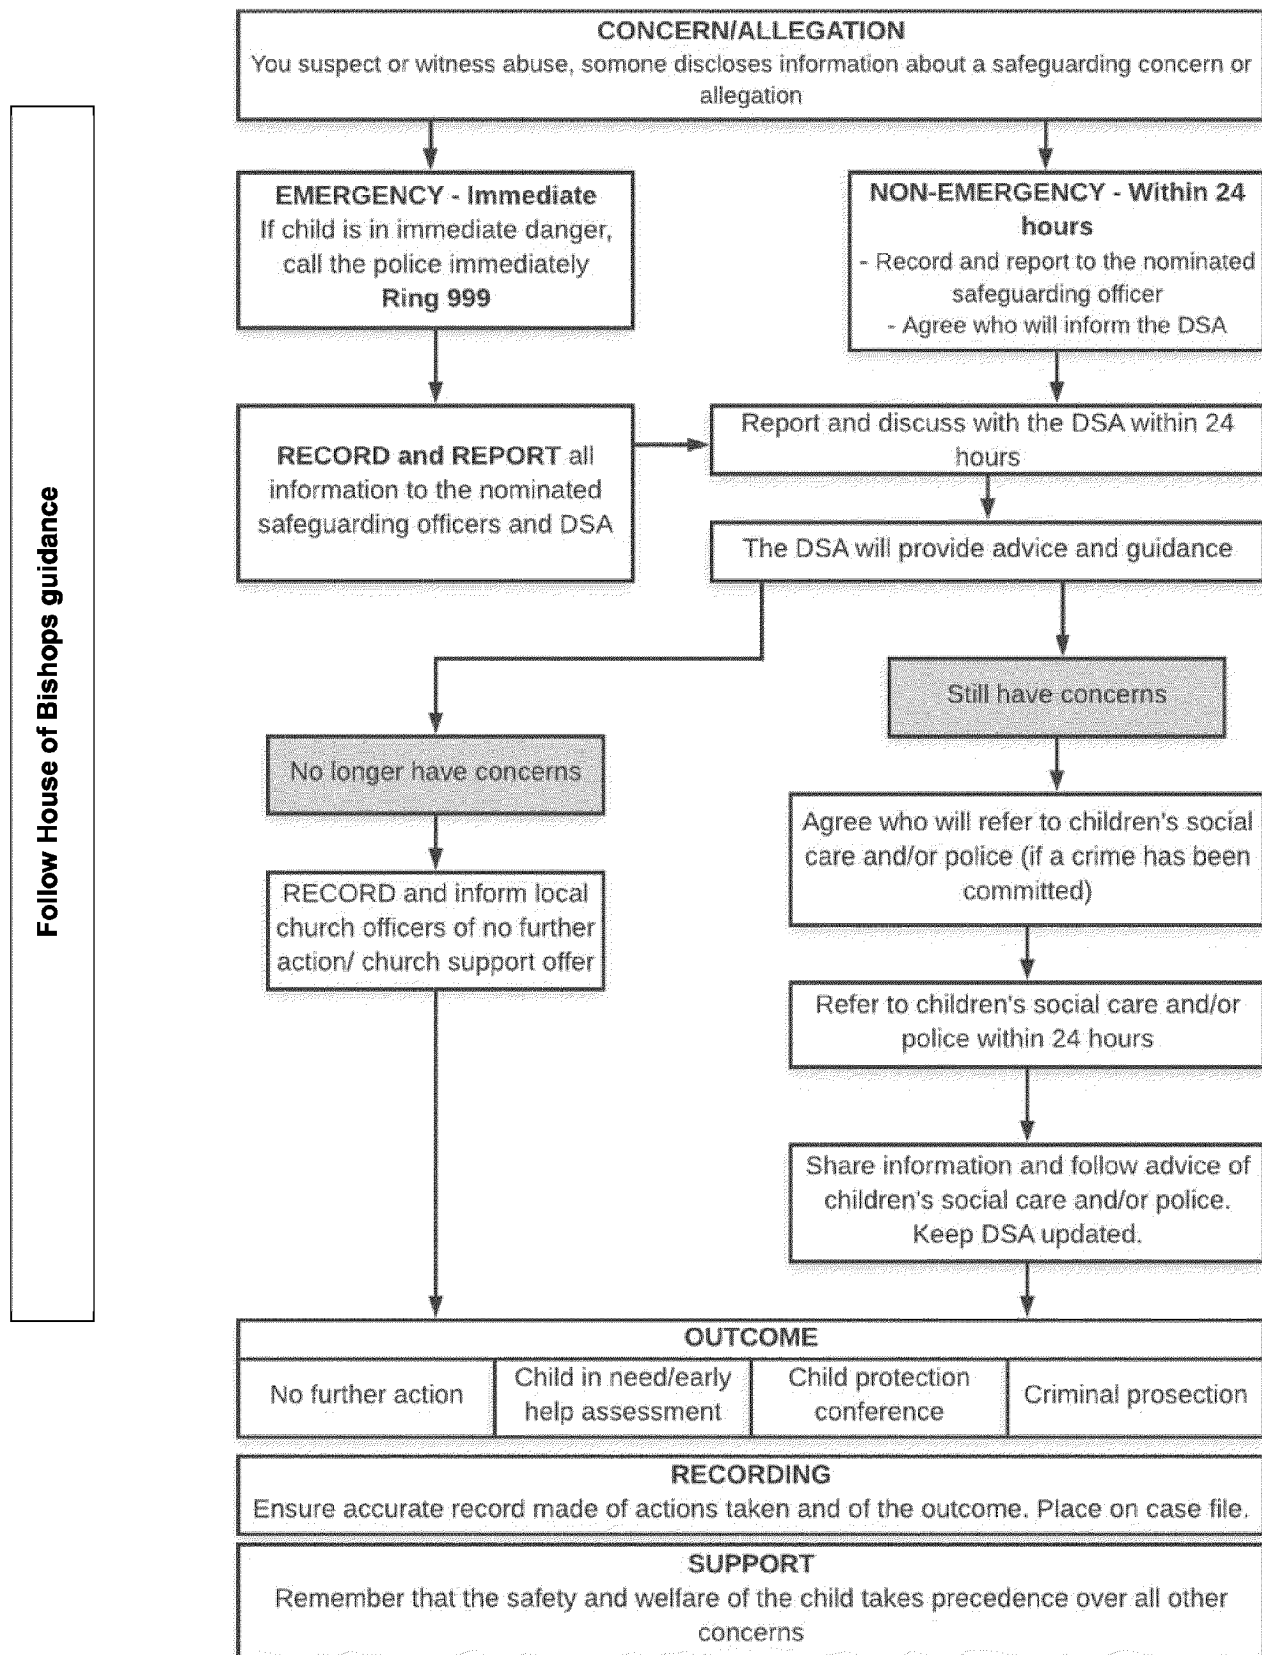 CONCERN/ALLEGATION
You suspect or witness abuse, somone discloses information about a safeguarding concern or
allegation
Follow House of Bishops guidance
EMERGENCY - Immediate
If child is in immediate danger,
call the police immediately
Ring 999
NON-EMERGENCY - Within 24
hours
- Record and report to the nominated
safeguarding officer
- Agree who will inform the DSA
RECORD and REPORT all
information to the nominated
safeguarding officers and DSA
Report and discuss with the DSA within 24
hours
The DSA will provide advice and guidance
Still have concerns
No longer have concerns
Agree who will refer to children's social
care and/or police (if a crime has been
committed)
RECORD and inform local
church officers of no further
action/ church support offer
Refer to children's social care and/or
police within 24 hours
Share information and follow advice of
children's social care and/or police.
Keep DSA updated.
OUTCOME
No further action
Child in need/early
help assessment
Child protection
conference
Criminal prosection
RECORDING
Ensure accurate record made of actions taken and of the outcome. Place on case file.
SUPPORT
Remember that the safety and welfare of the child takes precedence over all other
concerns